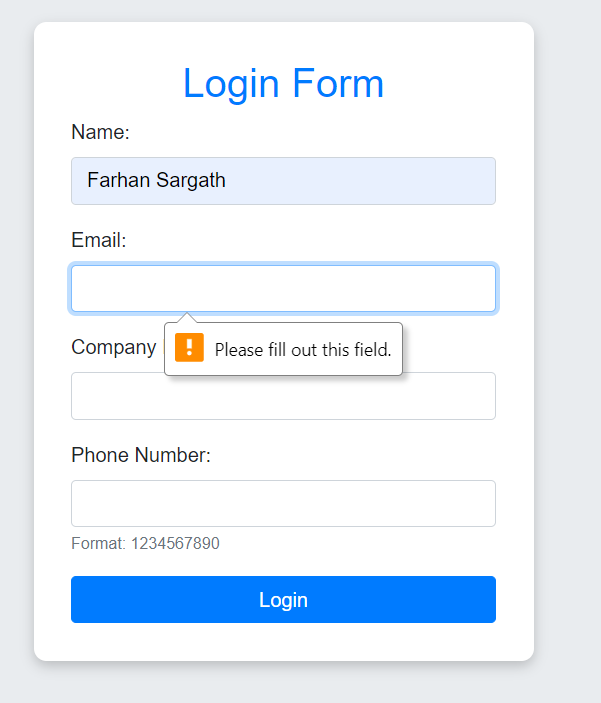 Login Form
Name:
Farhan Sargath
Email:
Please fill out this field.
Company
Phone Number:
Format: 1234567890
Login